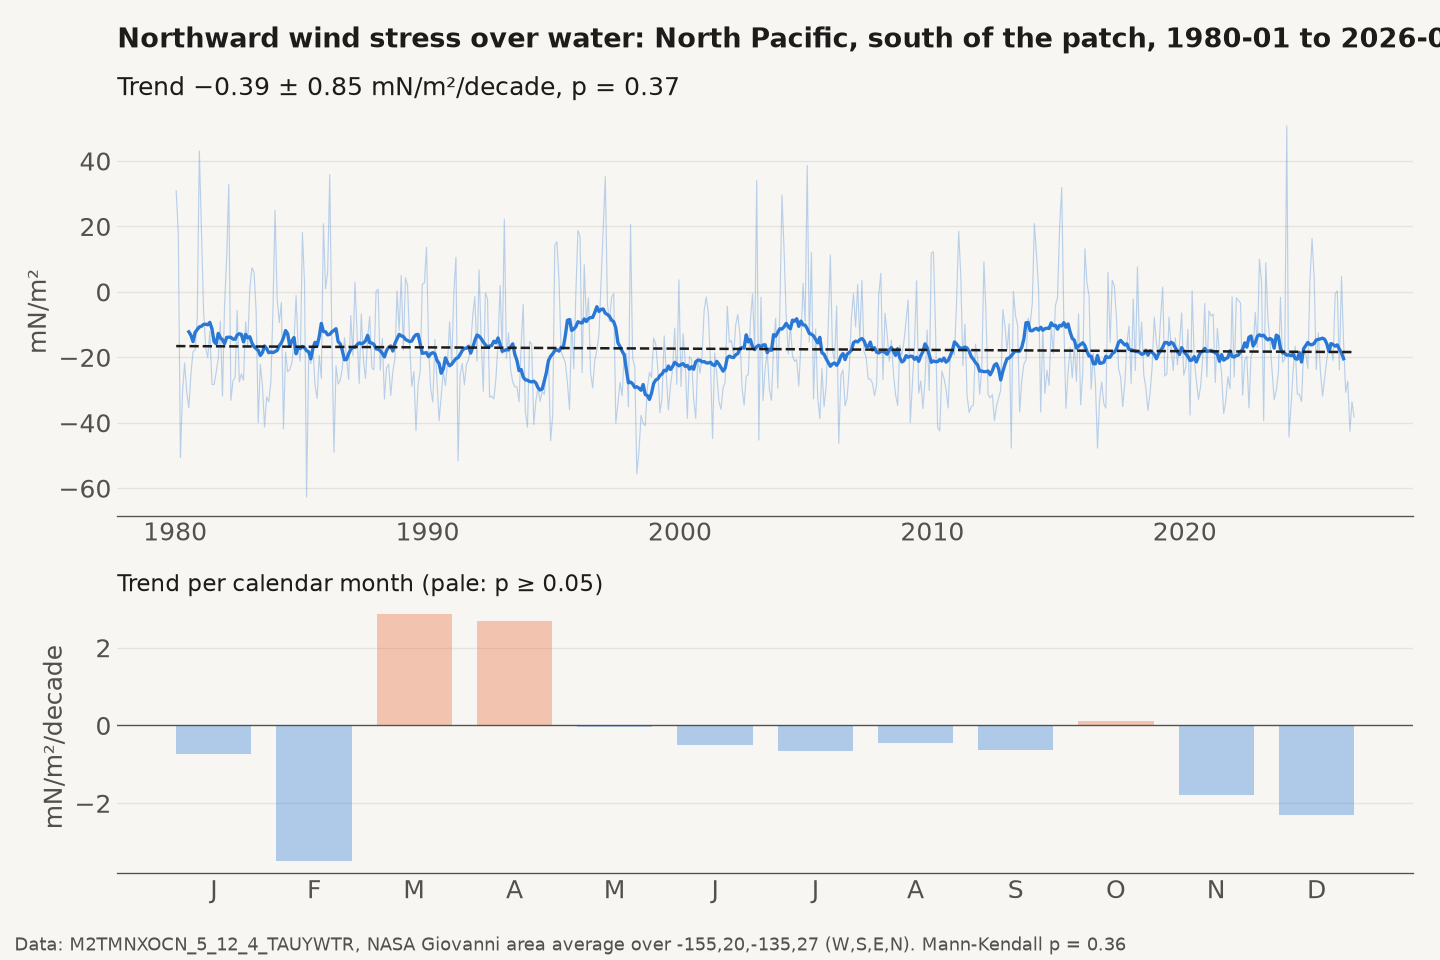 Northward wind stress over water: North Pacific, south of the patch, 1980-01 to 2026-0
Trend −0.39 ± 0.85 mN/m²/decade, p = 0.37
mN/m²
40
20
0
−20
−40
−60
1980 1990 2000 2010 2020
Trend per calendar month (pale: p ≥ 0.05)
mN/m²/decade
2
0
−2
J F M A M J J A S O N D
Data: M2TMNXOCN_5_12_4_TAUYWTR, NASA Giovanni area average over -155,20,-135,27 (W,S,E,N). Mann-Kendall p = 0.36